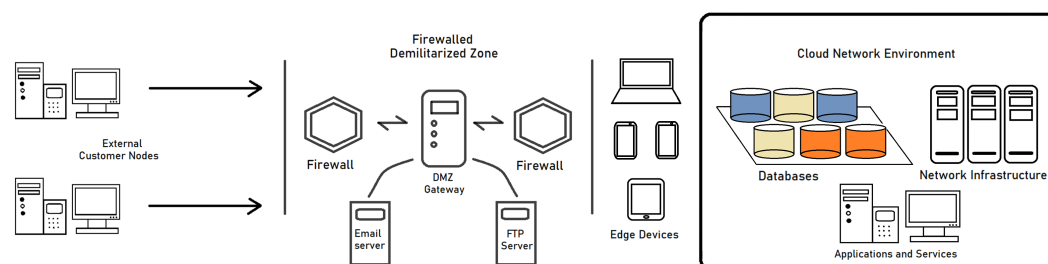 External
Customer Nodes
Firewalled
Demilitarized Zone
Firewall
DMZ
Gateway
Firewall
Email
server
FTP
Server
Edge Devices
Cloud Network Environment
Databases
Network Infrastructure
Applications and Services